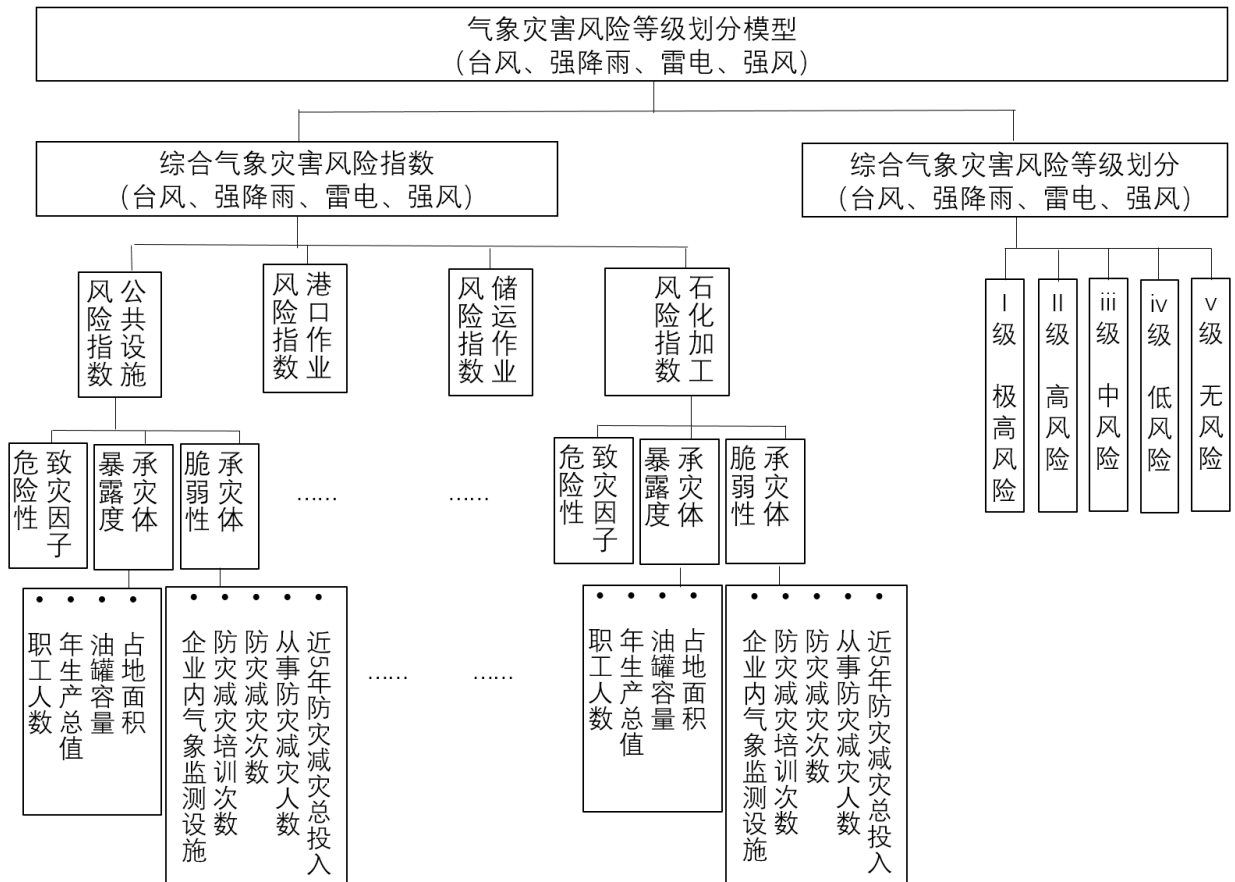 气象灾害风险等级划分模型
（台风、强降雨、雷电、强风）
综合气象灾害风险指数
（台风、强降雨、雷电、强风）
综合气象灾害风险等级划分
（台风、强降雨、雷电、强风）
公共设施
风险指数
港口作业
风险指数
储运作业
风险指数
石化加工
风险指数
I级 极高风险
II级 高风险
iii级 中风险
iv级 低风险
v级 无风险
致灾因子
危险性
承灾体
暴露度
承灾体
脆弱性
……
……
致灾因子
危险性
承灾体
暴露度
承灾体
脆弱性
• 占地面积
• 油罐容量
• 年生产总值
• 职工人数
• 近5年防灾减灾总投入
• 从事防灾减灾人数
• 防灾减灾次数
• 防灾减灾培训次数
• 企业内气象监测设施
……
……
• 占地面积
• 油罐容量
• 年生产总值
• 职工人数
• 近5年防灾减灾总投入
• 从事防灾减灾人数
• 防灾减灾次数
• 防灾减灾培训次数
• 企业内气象监测设施